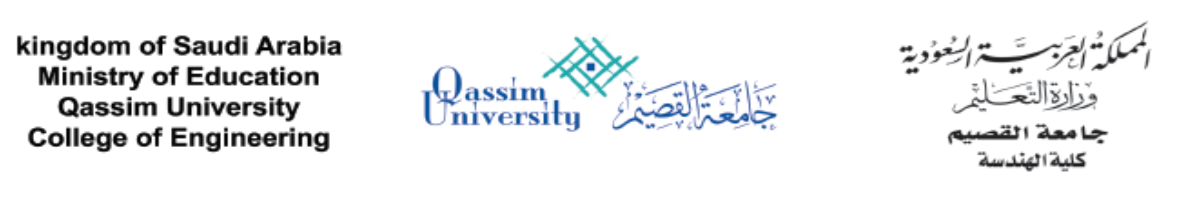 kingdom of Saudi Arabia
Ministry of Education
Qassim University
College of Engineering
Qassim
University
جامعة القصيم
المملكة العربية السعودية
وزارة التعليم
جامعة القصيم
كلية الهندسة